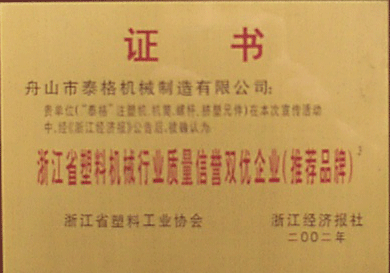 证 书
舟山市泰格机械制造有限公司:
贵单位("泰格"注塑机、机筒、螺杆、挤塑元件)在本次宣传活动
中,经《浙江经济报》公告后,被确认为
浙江省塑料机械行业质量信誉双优企业(推荐品牌)
浙江省塑料工业协会
浙江经济报社
二〇〇二年